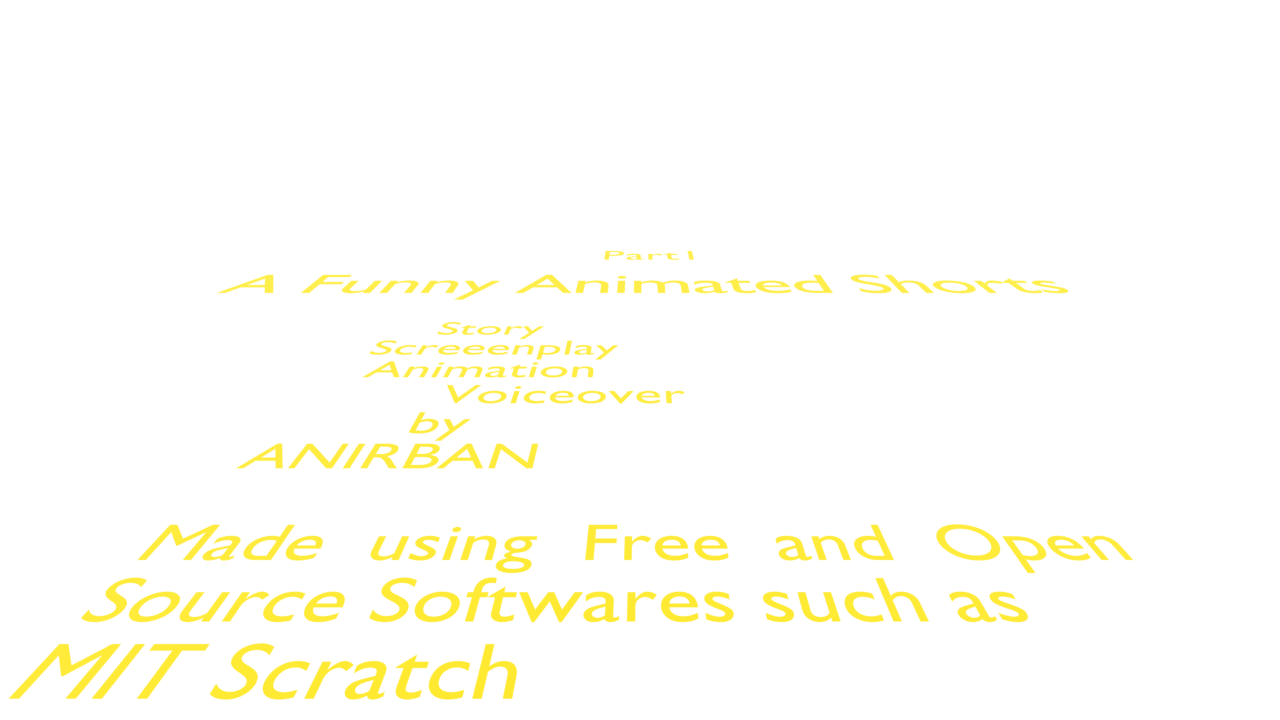 Part1
A Funny Animated Shorts
Story
Screeenplay
Animation
Voiceover
by
ANIRBAN
Made using Free and Open
Source Softwares such as
MIT Scratch